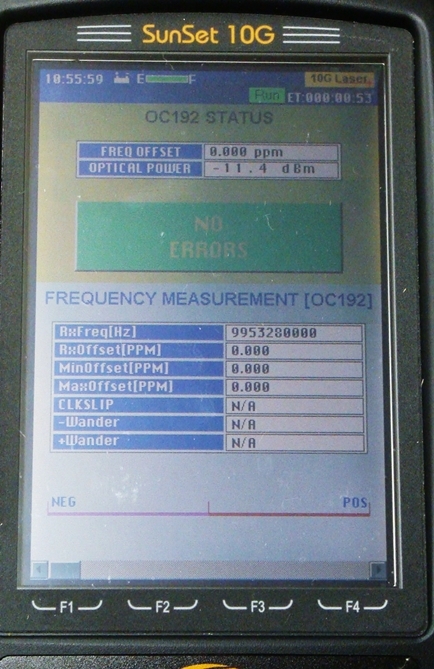 SunSet 10G
10:55:59 E F 10G Laser
Run ET:000:00:53
OC192 STATUS
FREQ OFFSET 0.000 ppm
OPTICAL POWER -11.4 dBm
NO
ERRORS
FREQUENCY MEASUREMENT [OC192]
RxFreq[Hz] 9953280000
RxOffset[PPM] 0.000
MinOffset[PPM] 0.000
MaxOffset[PPM] 0.000
CLKSLIP N/A
-Wander N/A
+Wander N/A
NEG POS
F1 F2 F3 F4